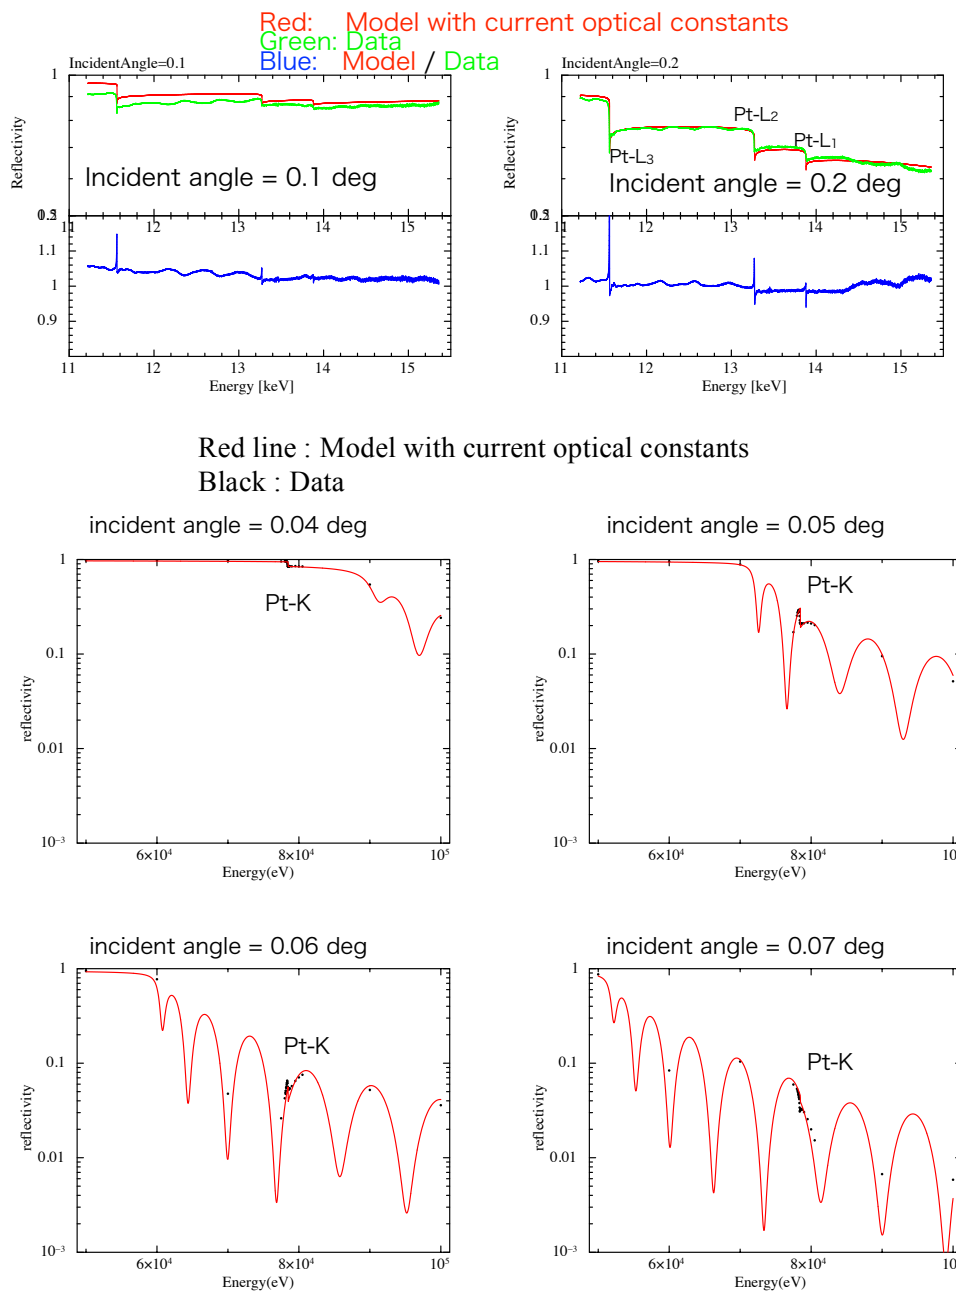 Red: Model with current optical constants
Green: Data
Blue: Model / Data
IncidentAngle=0.1
IncidentAngle=0.2
1
1
Reflectivity
Reflectivity
Pt-L₂
Pt-L₁
Pt-L₃
Incident angle = 0.1 deg
Incident angle = 0.2 deg
11 12 13 14 15
11 12 13 14 15
1.1
1
0.9
1.1
1
0.9
11 12 13 14 15
11 12 13 14 15
Energy [keV]
Energy [keV]
Red line : Model with current optical constants
Black : Data
incident angle = 0.04 deg
incident angle = 0.05 deg
1
0.1
0.01
10⁻³
1
0.1
0.01
10⁻³
reflectivity
reflectivity
Pt-K
Pt-K
6×10⁴ 8×10⁴ 10⁵
6×10⁴ 8×10⁴ 10
Energy(eV)
Energy(eV)
incident angle = 0.06 deg
incident angle = 0.07 deg
1
0.1
0.01
10⁻³
1
0.1
0.01
10⁻³
reflectivity
reflectivity
Pt-K
Pt-K
6×10⁴ 8×10⁴ 10⁵
6×10⁴ 8×10⁴ 10
Energy(eV)
Energy(eV)